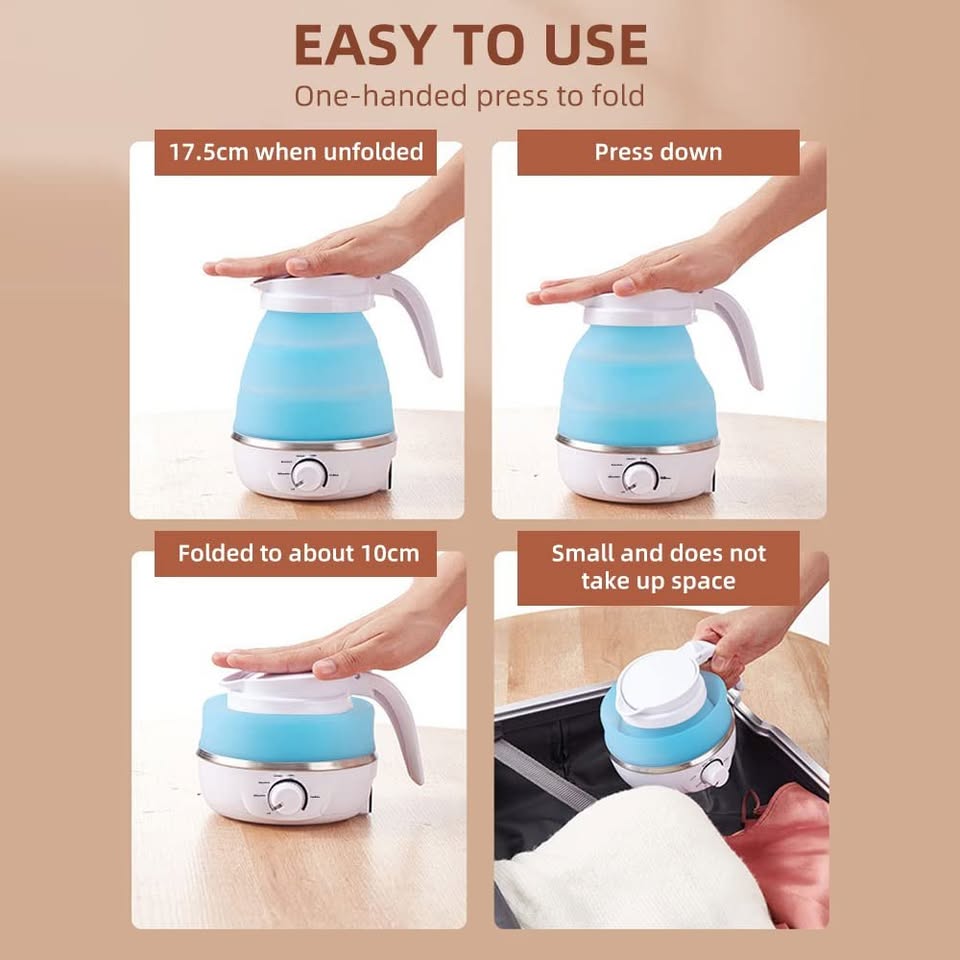 EASY TO USE
One-handed press to fold
17.5cm when unfolded
Press down
Folded to about 10cm
Small and does not
take up space